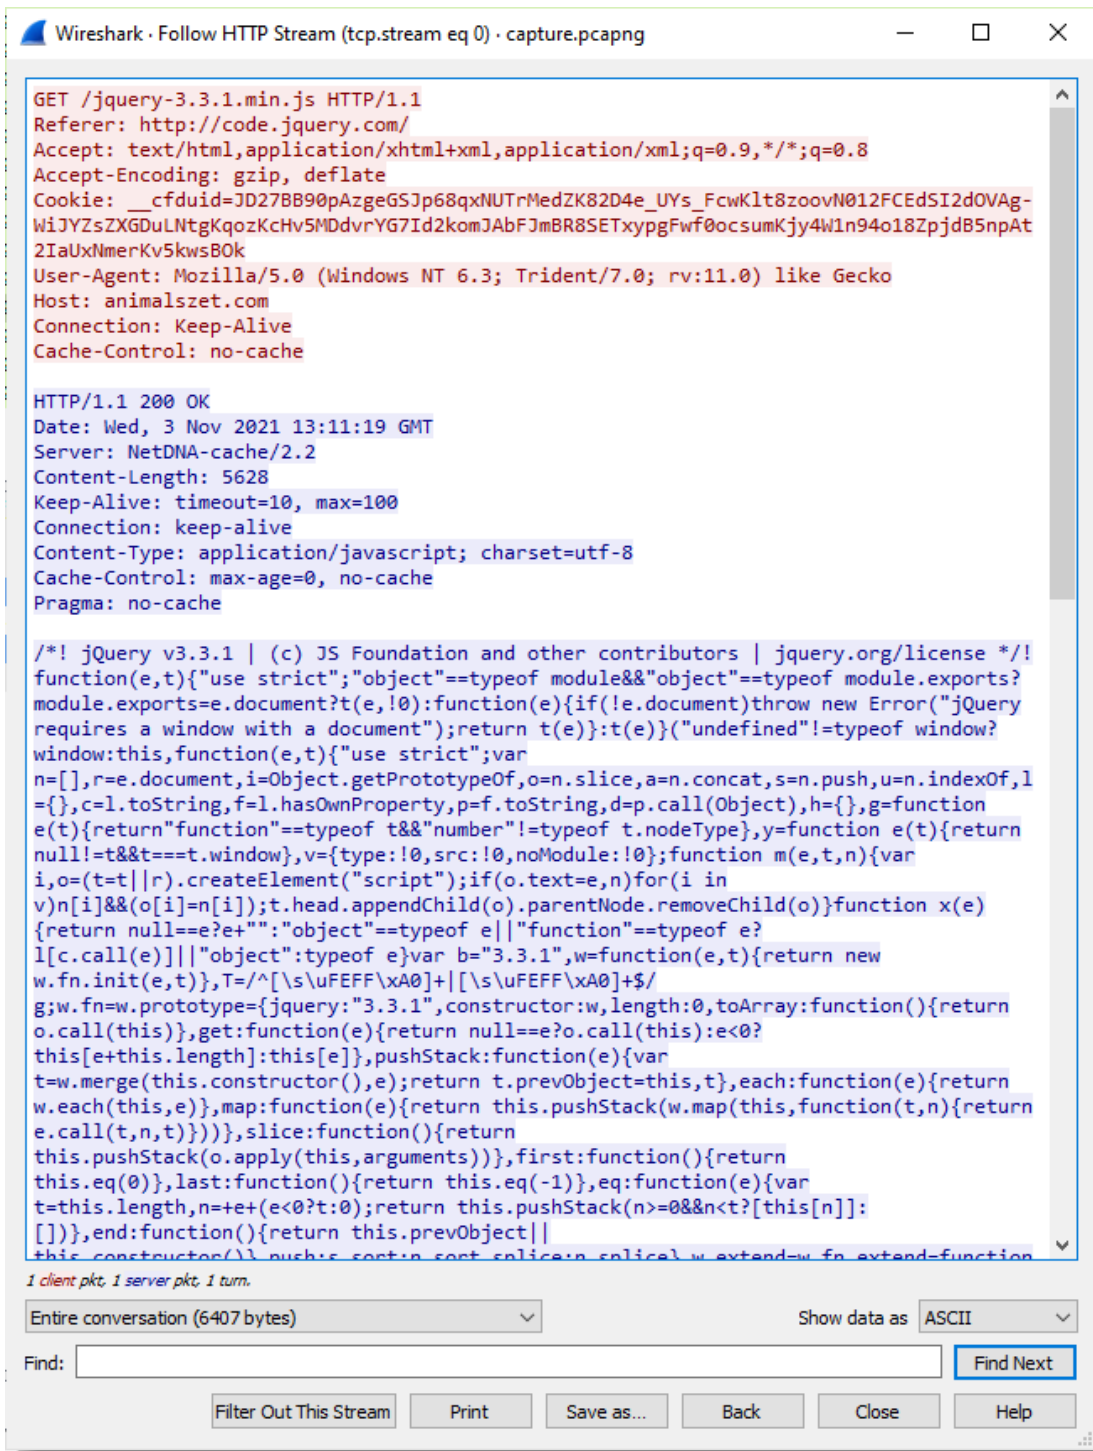 Wireshark · Follow HTTP Stream (tcp.stream eq 0) · capture.pcapng
GET /jquery-3.3.1.min.js HTTP/1.1
Referer: http://code.jquery.com/
Accept: text/html,application/xhtml+xml,application/xml;q=0.9,*/*;q=0.8
Accept-Encoding: gzip, deflate
Cookie: __cfduid=JD27BB90pAzgeGSJp68qxNUTrMedZK82D4e_UYs_FcwKlt8zoovN012FCEdSI2dOVAg-
WiJYZsZXGDuLNtgKqozKcHv5MDdvrYG7Id2komJAbFJmBR8SETxypgFwf0ocsumKjy4W1n94o18ZpjdB5npAt
2IaUxNmerKv5kwsBOk
User-Agent: Mozilla/5.0 (Windows NT 6.3; Trident/7.0; rv:11.0) like Gecko
Host: animalszet.com
Connection: Keep-Alive
Cache-Control: no-cache
HTTP/1.1 200 OK
Date: Wed, 3 Nov 2021 13:11:19 GMT
Server: NetDNA-cache/2.2
Content-Length: 5628
Keep-Alive: timeout=10, max=100
Connection: keep-alive
Content-Type: application/javascript; charset=utf-8
Cache-Control: max-age=0, no-cache
Pragma: no-cache
/*! jQuery v3.3.1 | (c) JS Foundation and other contributors | jquery.org/license */!
function(e,t){"use strict";"object"==typeof module&&"object"==typeof module.exports?
module.exports=e.document?t(e,!0):function(e){if(!e.document)throw new Error("jQuery
requires a window with a document");return t(e)}:t(e)}("undefined"!=typeof window?
window:this,function(e,t){"use strict";var
n=[],r=e.document,i=Object.getPrototypeOf,o=n.slice,a=n.concat,s=n.push,u=n.indexOf,l
={},c=l.toString,f=l.hasOwnProperty,p=f.toString,d=p.call(Object),h={},g=function
e(t){return"function"==typeof t&&"number"!=typeof t.nodeType},y=function e(t){return
null!=t&&t===t.window},v={type:!0,src:!0,noModule:!0};function m(e,t,n){var
i,o=(t=t||r).createElement("script");if(o.text=e,n)for(i in
v)n[i]&&(o[i]=n[i]);t.head.appendChild(o).parentNode.removeChild(o)}function x(e)
{return null==e?e+"":"object"==typeof e||"function"==typeof e?
l[c.call(e)]||"object":typeof e}var b="3.3.1",w=function(e,t){return new
w.fn.init(e,t)},T=/^[\s\uFEFF\xA0]+|[\s\uFEFF\xA0]+$/
g;w.fn=w.prototype={jquery:"3.3.1",constructor:w,length:0,toArray:function(){return
o.call(this)},get:function(e){return null==e?o.call(this):e<0?
this[e+this.length]:this[e]},pushStack:function(e){var
t=w.merge(this.constructor(),e);return t.prevObject=this,t},each:function(e){return
w.each(this,e)},map:function(e){return this.pushStack(w.map(this,function(t,n){return
e.call(t,n,t)}))},slice:function(){return
this.pushStack(o.apply(this,arguments))},first:function(){return
this.eq(0)},last:function(){return this.eq(-1)},eq:function(e){var
t=this.length,n=+e+(e<0?t:0);return this.pushStack(n>=0&&n<t?[this[n]]:
[])},end:function(){return this.prevObject||
this.constructor()},push:s,sort:n.sort,splice:n.splice},w.extend=w.fn.extend=function
1 client pkt, 1 server pkt, 1 turn.
Entire conversation (6407 bytes)
Show data as ASCII
Find:
Find Next
Filter Out This Stream Print Save as... Back Close Help